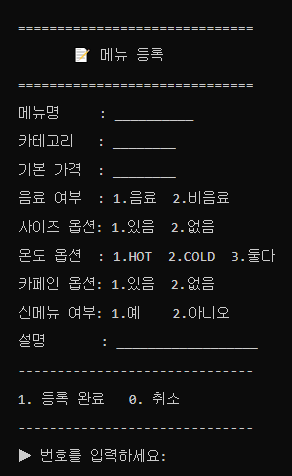 ==============================
📝 메뉴 등록
==============================
메뉴명 : __________
카테고리 : ________
기본 가격 : ________
음료 여부 : 1.음료 2.비음료
사이즈 옵션: 1.있음 2.없음
온도 옵션 : 1.HOT 2.COLD 3.둘다
카페인 옵션: 1.있음 2.없음
신메뉴 여부: 1.예 2.아니오
설명 : __________________
------------------------------
1. 등록 완료 0. 취소
------------------------------
▶ 번호를 입력하세요: